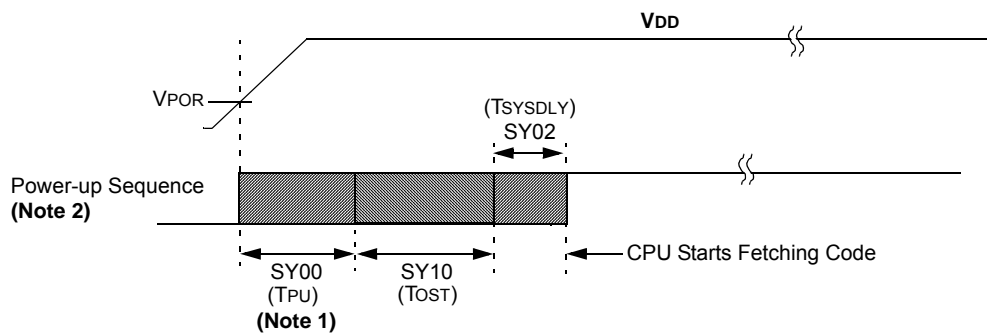 VDD
VPOR
(TSYSDLY)
SY02
Power-up Sequence
(Note 2)
CPU Starts Fetching Code
SY00
(TPU)
(Note 1)
SY10
(TOST)